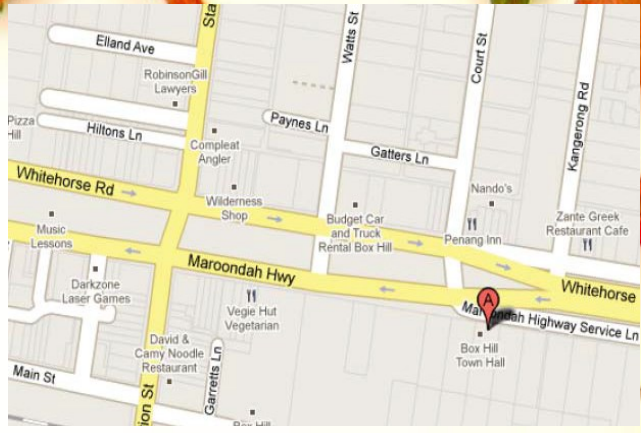 Elland Ave
Sta
Watts St
Court St
Kangerong Rd
RobinsonGill
Lawyers
Pizza
Hill
Hiltons Ln
Paynes Ln
Compleat
Angler
Gatters Ln
Whitehorse Rd
Wilderness
Shop
Nando's
Budget Car
and Truck
Rental Box Hill
Penang Inn
Zante Greek
Restaurant Cafe
Music
Lessons
Maroondah Hwy
Whitehorse
Darkzone
Laser Games
Vegie Hut
Vegetarian
A
Maroondah Highway Service Ln
Box Hill
Town Hall
David &
Camy Noodle
Restaurant
Garretts Ln
Main St
tion St
Box Hill